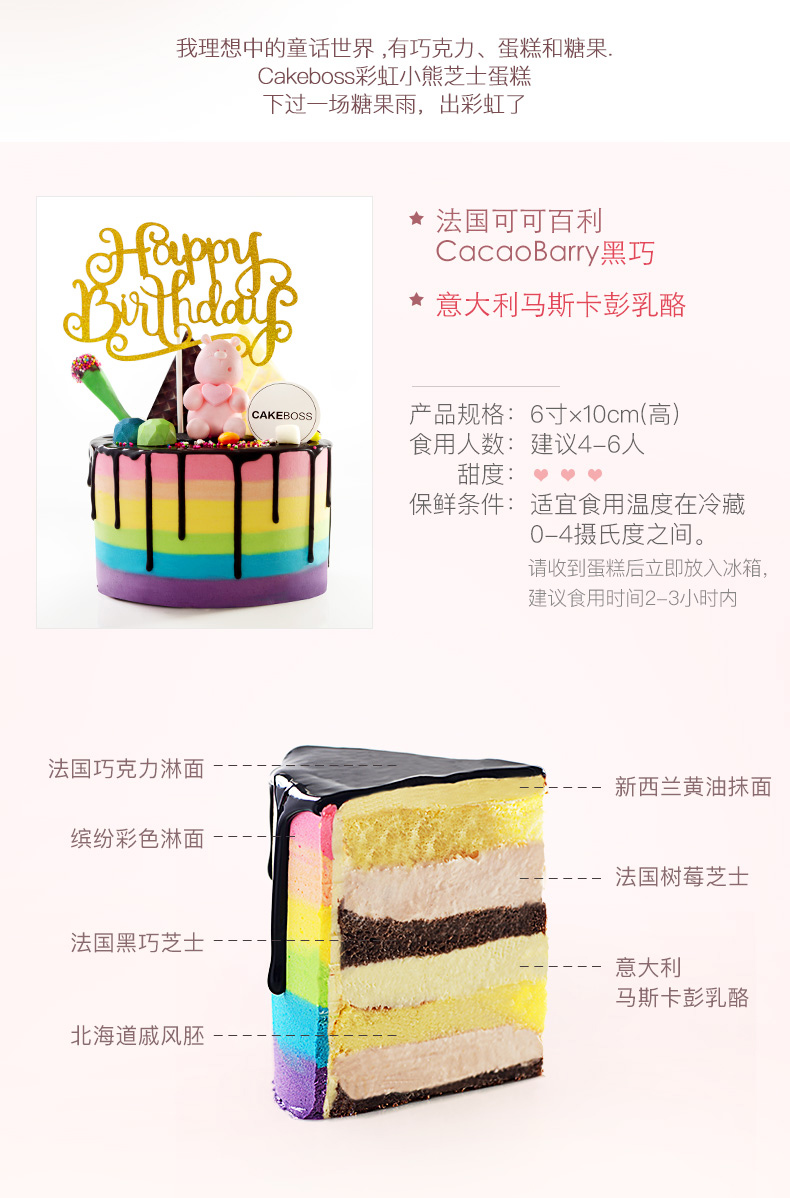 我理想中的童话世界 ,有巧克力、蛋糕和糖果.
Cakeboss彩虹小熊芝士蛋糕
下过一场糖果雨，出彩虹了
Happy
Birthday
CAKEBOSS
法国可可百利
CacaoBarry黑巧
意大利马斯卡彭乳酪
产品规格：6寸×10cm(高)
食用人数：建议4-6人
甜度：
保鲜条件：适宜食用温度在冷藏
0-4摄氏度之间。
请收到蛋糕后立即放入冰箱，
建议食用时间2-3小时内
法国巧克力淋面
新西兰黄油抹面
缤纷彩色淋面
法国树莓芝士
法国黑巧芝士
意大利
马斯卡彭乳酪
北海道戚风胚